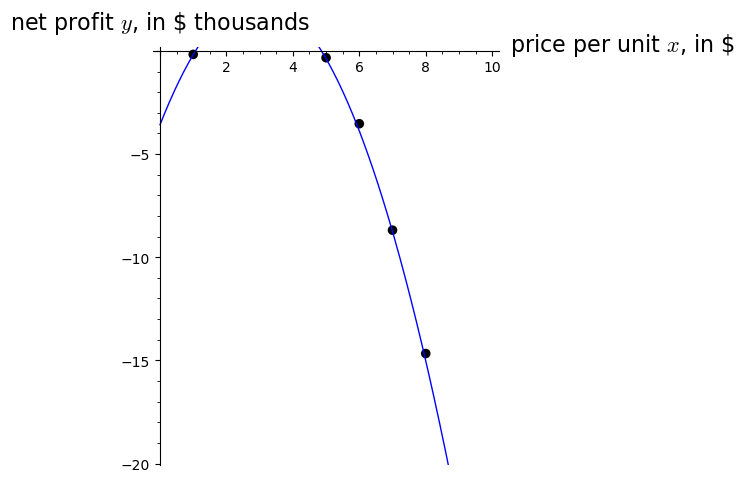 net profit y, in $ thousands
price per unit x, in $
2 4 6 8 10
−5
−10
−15
−20